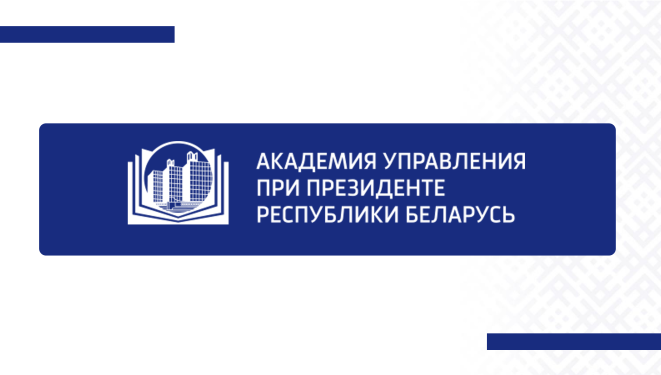 АКАДЕМИЯ УПРАВЛЕНИЯ
ПРИ ПРЕЗИДЕНТЕ
РЕСПУБЛИКИ БЕЛАРУСЬ